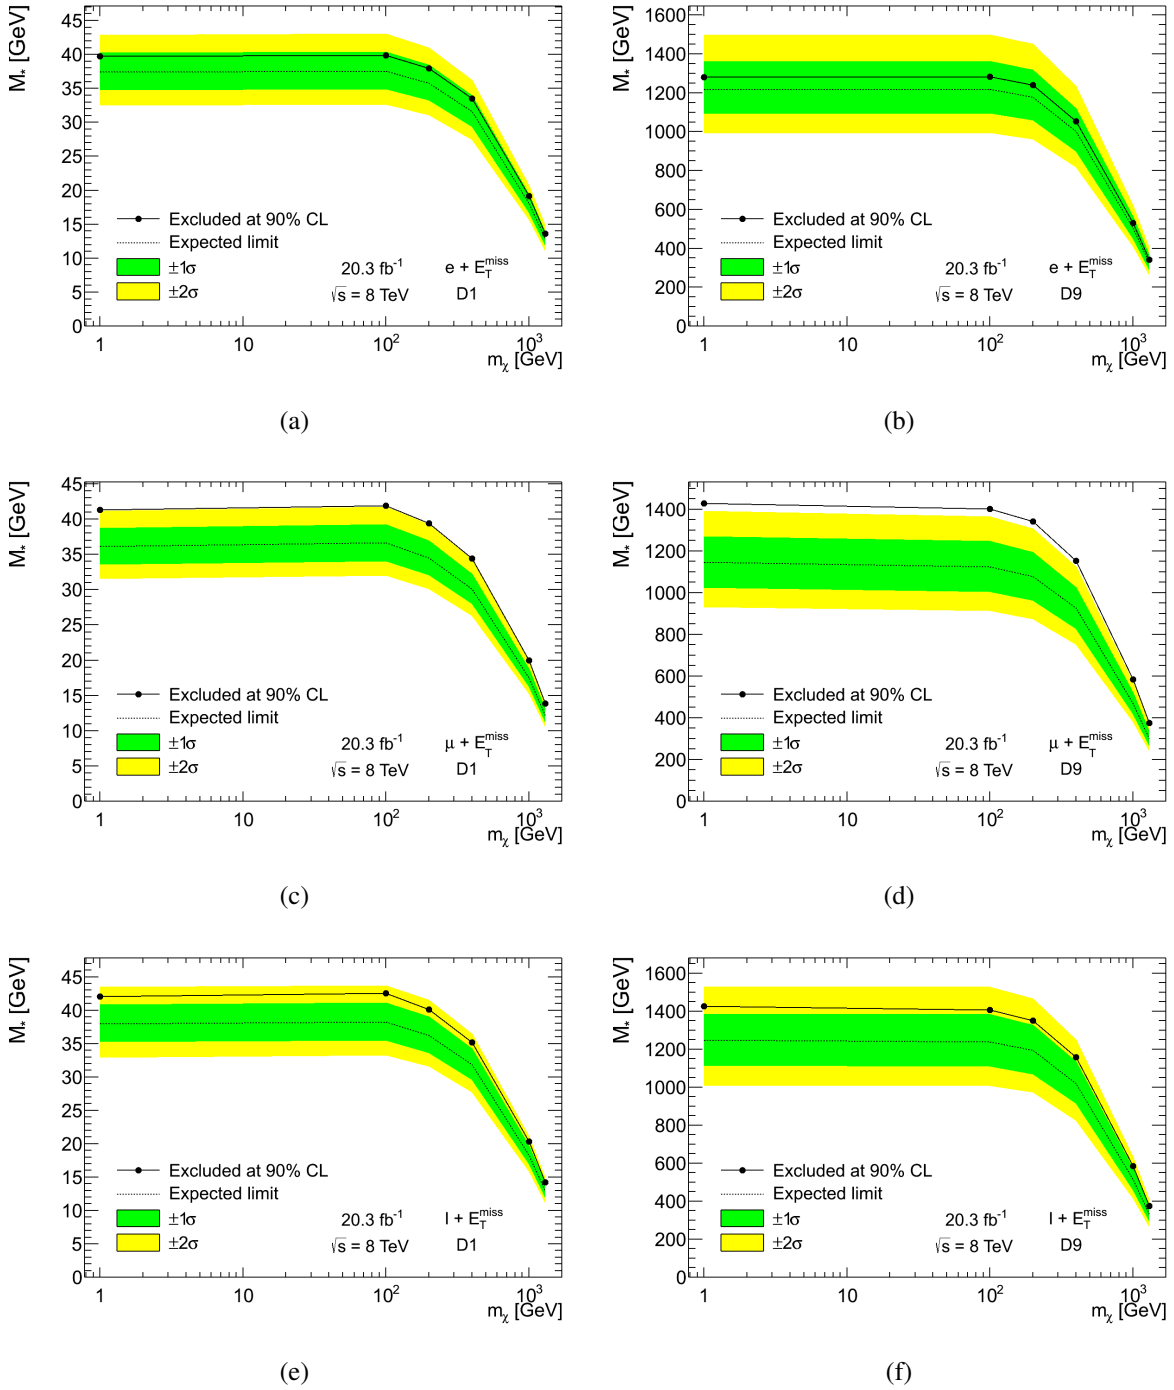 M* [GeV]
45
40
35
30
25
20
15
10
5
0
Excluded at 90% CL
Expected limit
±1σ
±2σ
20.3 fb⁻¹
e + E_T^miss
√s = 8 TeV
D1
1
10
10²
10³
mχ [GeV]
(a)
M* [GeV]
1600
1400
1200
1000
800
600
400
200
0
Excluded at 90% CL
Expected limit
±1σ
±2σ
20.3 fb⁻¹
e + E_T^miss
√s = 8 TeV
D9
1
10
10²
10³
mχ [GeV]
(b)
M* [GeV]
45
40
35
30
25
20
15
10
5
0
Excluded at 90% CL
Expected limit
±1σ
±2σ
20.3 fb⁻¹
μ + E_T^miss
√s = 8 TeV
D1
1
10
10²
10³
mχ [GeV]
(c)
M* [GeV]
1400
1200
1000
800
600
400
200
0
Excluded at 90% CL
Expected limit
±1σ
±2σ
20.3 fb⁻¹
μ + E_T^miss
√s = 8 TeV
D9
1
10
10²
10³
mχ [GeV]
(d)
M* [GeV]
45
40
35
30
25
20
15
10
5
0
Excluded at 90% CL
Expected limit
±1σ
±2σ
20.3 fb⁻¹
l + E_T^miss
√s = 8 TeV
D1
1
10
10²
10³
mχ [GeV]
(e)
M* [GeV]
1600
1400
1200
1000
800
600
400
200
0
Excluded at 90% CL
Expected limit
±1σ
±2σ
20.3 fb⁻¹
l + E_T^miss
√s = 8 TeV
D9
1
10
10²
10³
mχ [GeV]
(f)